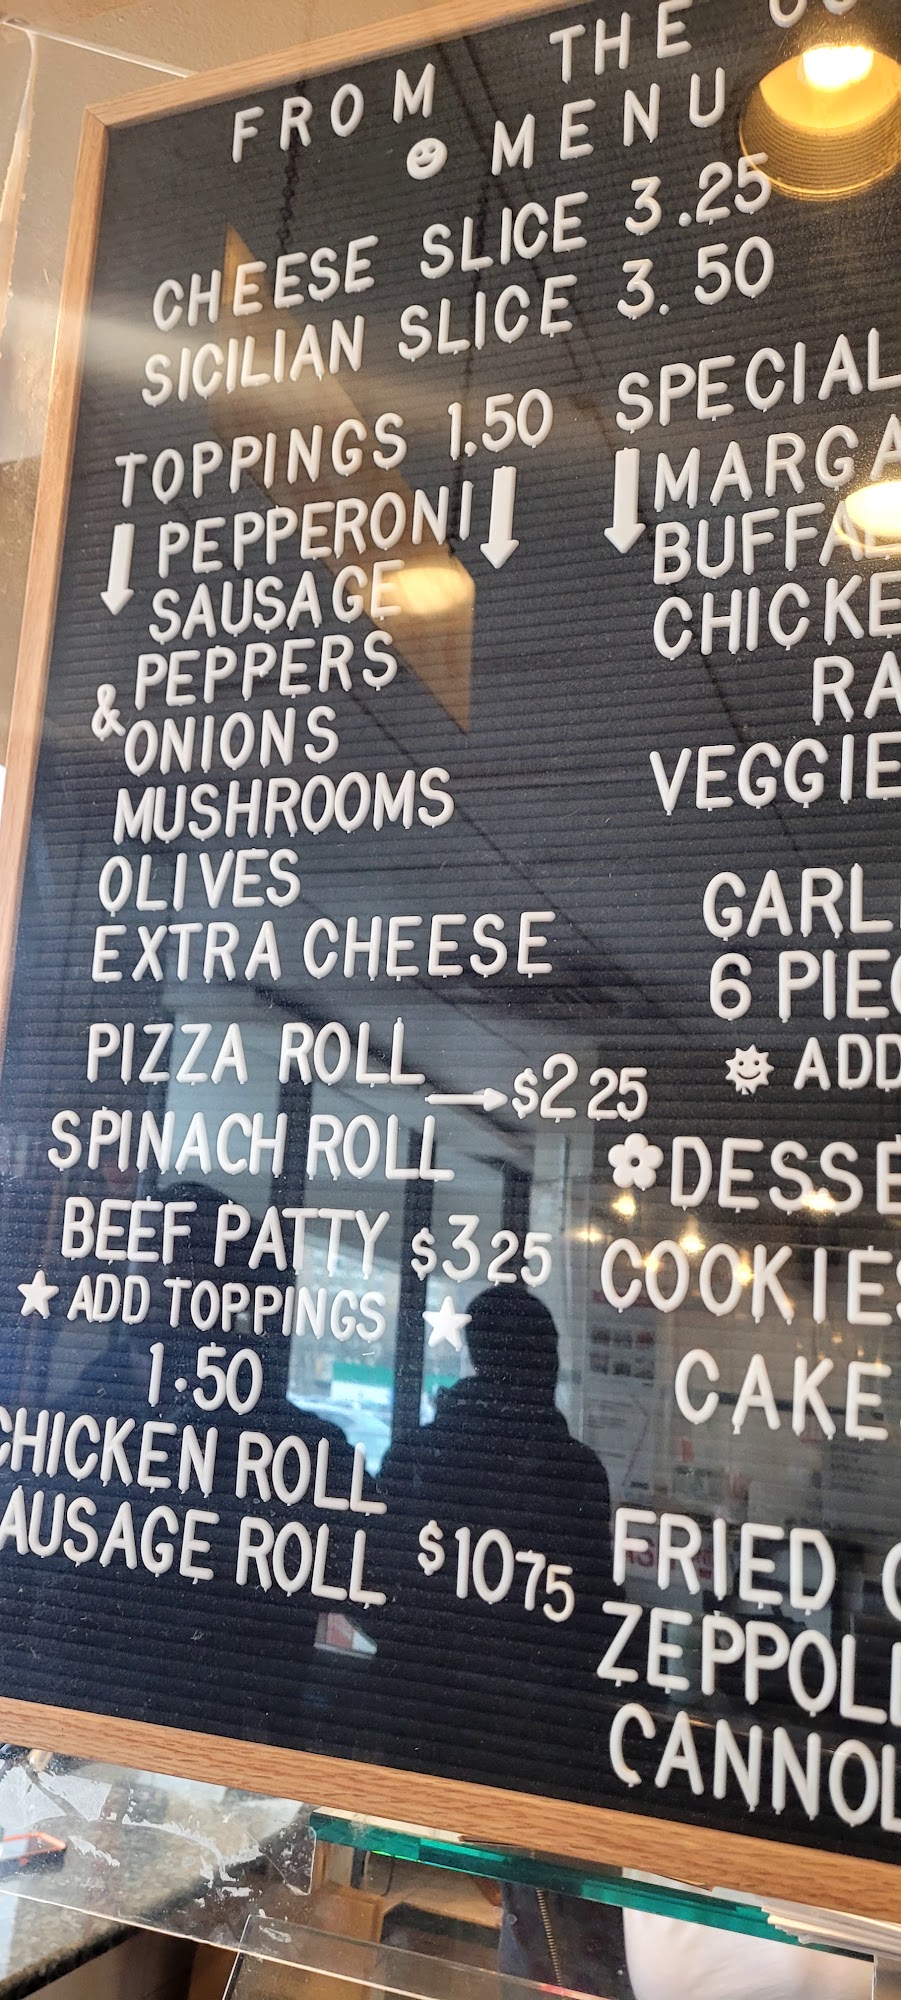 FROM THE
MENU
CHEESE SLICE 3.25
SICILIAN SLICE 3.50
TOPPINGS 1.50
PEPPERONI
SAUSAGE
PEPPERS
& ONIONS
MUSHROOMS
OLIVES
EXTRA CHEESE
PIZZA ROLL
$2 25
SPINACH ROLL
BEEF PATTY $3 25
ADD TOPPINGS
1.50
CHICKEN ROLL
AUSAGE ROLL $10 75
SPECIAL
MARGA
BUFFAL
CHICKE
RA
VEGGIE
GARL
6 PIEC
ADD
DESSE
COOKIES
CAKE
FRIED
ZEPPOL
CANNOL